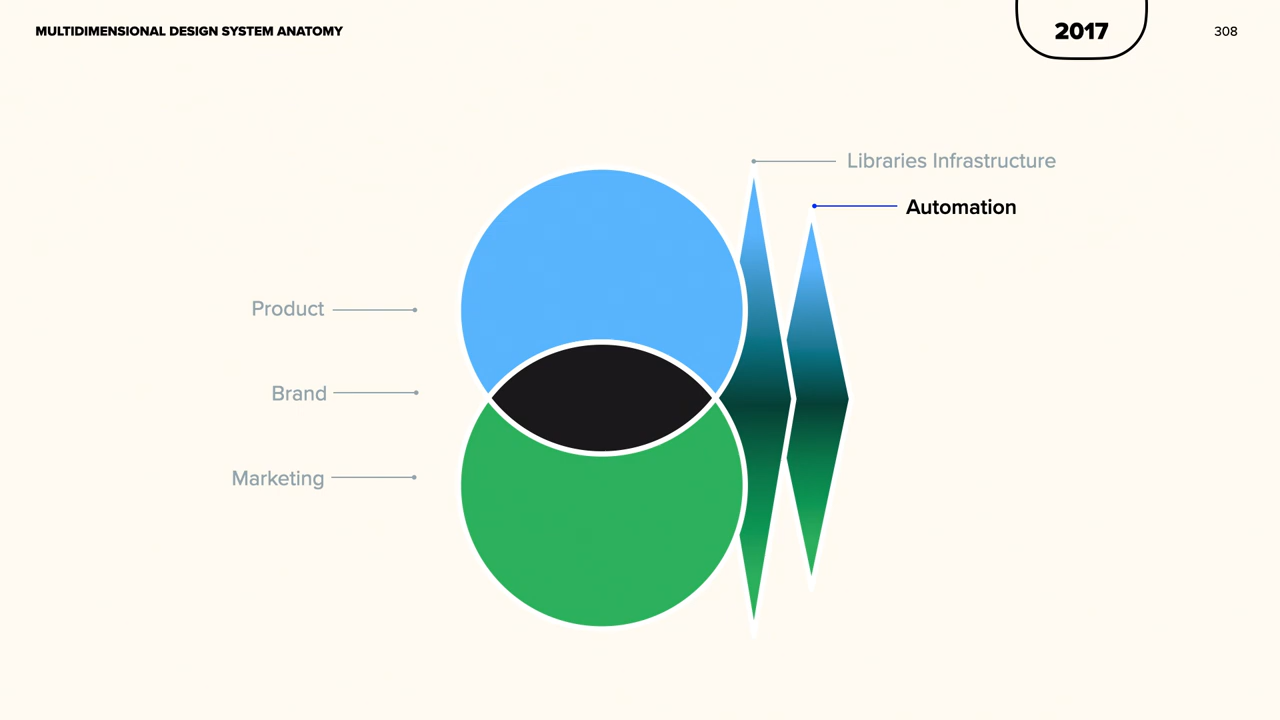 MULTIDIMENSIONAL DESIGN SYSTEM ANATOMY
2017
308
Libraries Infrastructure
Automation
Product
Brand
Marketing